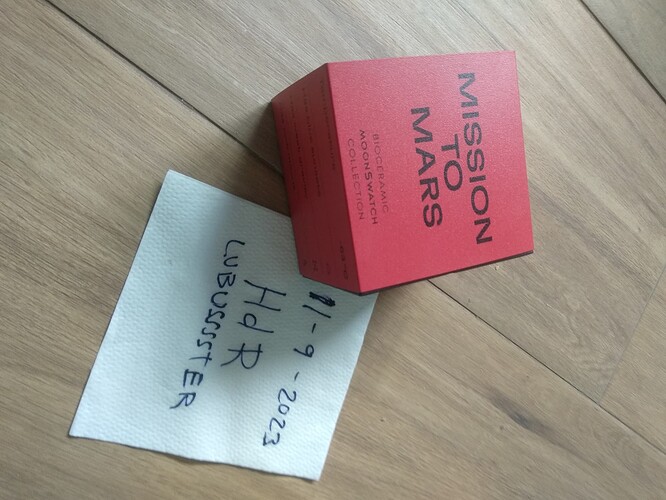 MISSION
TO
MARS
BIOCERAMIC
MOONSWATCH
COLLECTION
11-9-2023
HdR
LUBUSSSTER